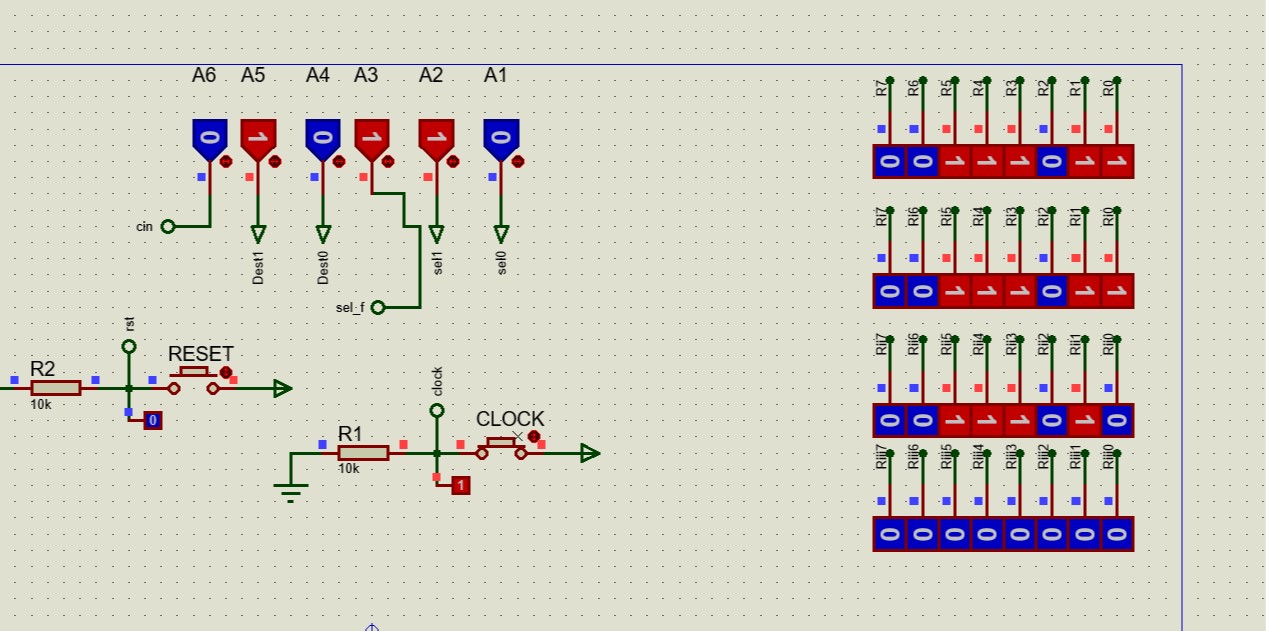 A6 A5 A4 A3 A2 A1
0 1 0 1 1 0
cin
Dest1
Dest0
sel1
sel0
sel_f
rst
RESET
R2
10k
0
clock
CLOCK
R1
10k
1
R7 R6 R5 R4 R3 R2 R1 R0
0 0 1 1 1 0 1 1
Ri7 Ri6 Ri5 Ri4 Ri3 Ri2 Ri1 Ri0
0 0 1 1 1 0 1 1
Rii7 Rii6 Rii5 Rii4 Rii3 Rii2 Rii1 Rii0
0 0 1 1 1 0 1 0
Riii7 Riii6 Riii5 Riii4 Riii3 Riii2 Riii1 Riii0
0 0 0 0 0 0 0 0